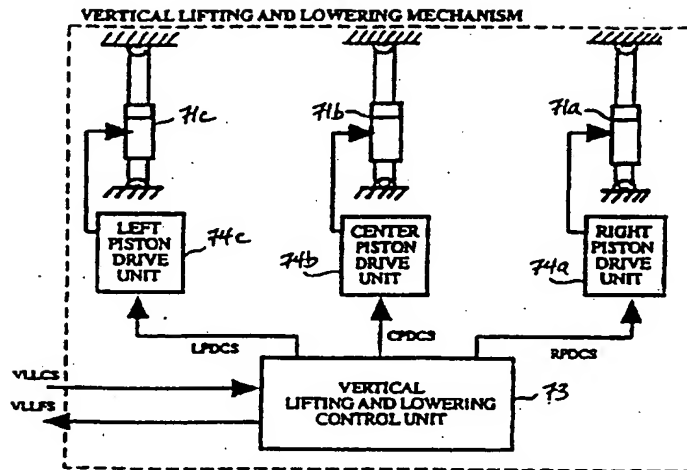 VERTICAL LIFTING AND LOWERING MECHANISM
71c
71b
71a
LEFT
PISTON
DRIVE
UNIT
74c
CENTER
PISTON
DRIVE
UNIT
74b
RIGHT
PISTON
DRIVE
UNIT
74a
LPDCS
CPDCS
RPDCS
VLLCS
VLLFS
VERTICAL
LIFTING AND LOWERING
CONTROL UNIT
73